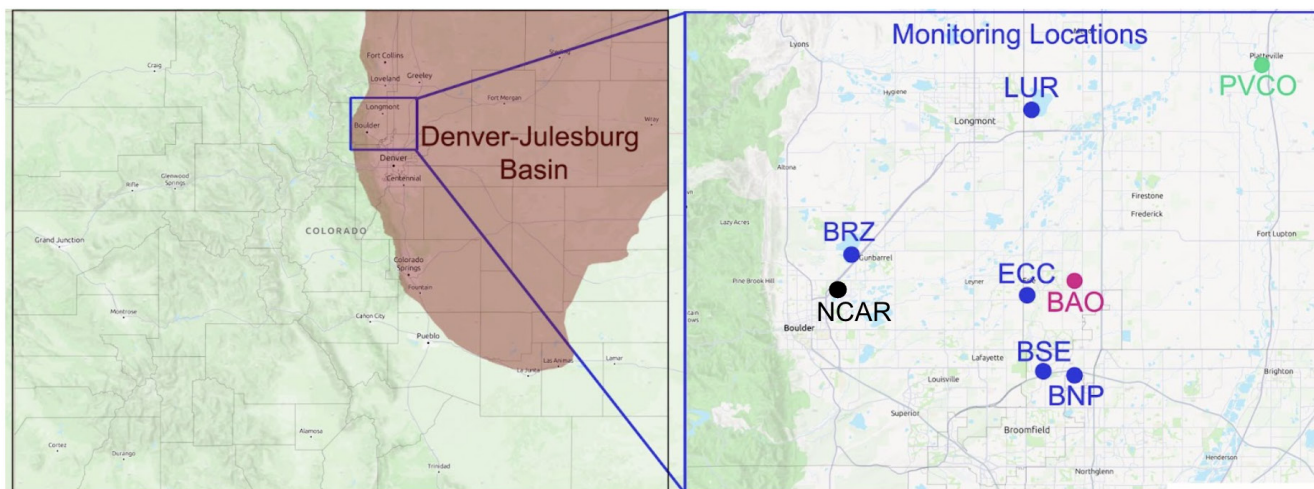 Craig
Fort Collins
Sterling
Loveland
Greeley
Longmont
Fort Morgan
Boulder
Wray
Denver-Julesburg
Basin
Denver
Centennial
Glenwood
Springs
Rifle
Grand Junction
COLORADO
Colorado
Springs
Fountain
Montrose
Cañon City
Pueblo
Las Animas
Lamar
La Junta
Alamosa
Cortez
Durango
Trinidad
Monitoring Locations
Lyons
Platteville
PVCO
LUR
Hygiene
Longmont
Altona
Firestone
Frederick
Lazy Acres
BRZ
Gunbarrel
Fort Lupton
Pine Brook Hill
Leyner
ECC
BAO
NCAR
Boulder
BSE
Lafayette
BNP
Louisville
Brighton
Superior
Broomfield
Henderson
Northglenn